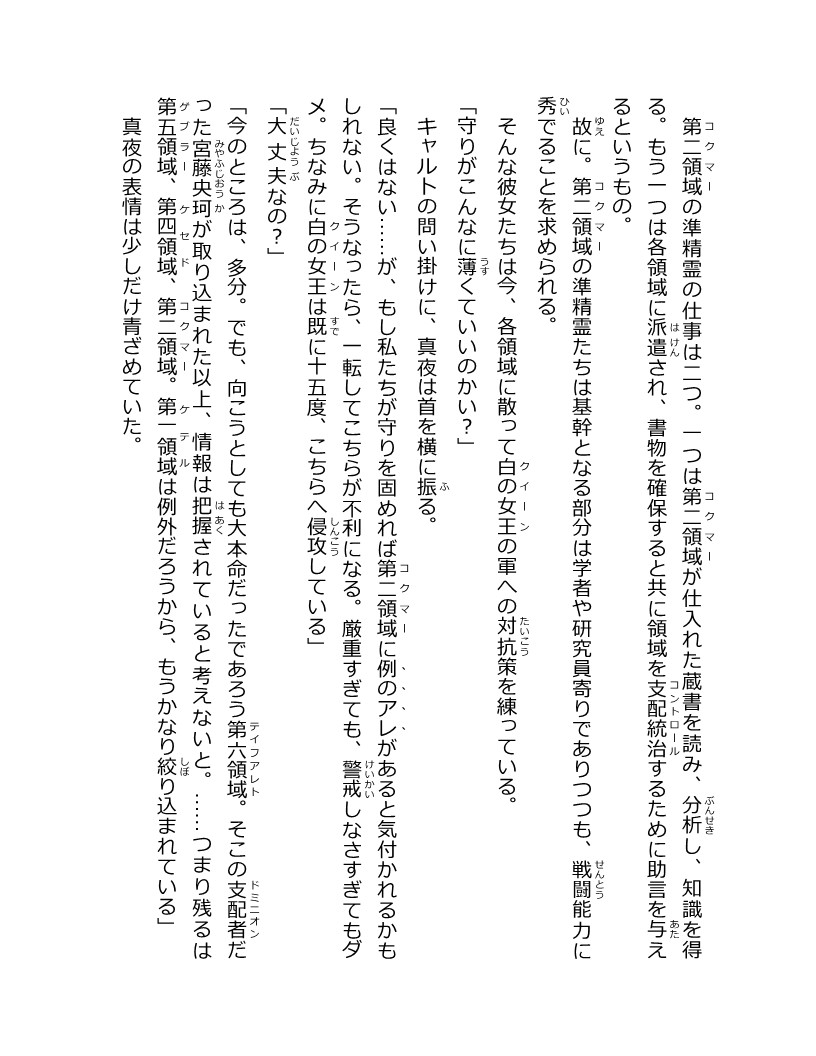 第二領域の準精霊の仕事は二つ。一つは第二領域が仕入れた蔵書を読み、分析し、知識を得
る。もう一つは各領域に派遣され、書物を確保すると共に領域を支配統治するために助言を与え
るというもの。
故に。第二領域の準精霊たちは基幹となる部分は学者や研究員寄りでありつつも、戦闘能力に
秀でることを求められる。
そんな彼女たちは今、各領域に散って白の女王の軍への対抗策を練っている。
「守りがこんなに薄くていいのかい？」
キャルトの問い掛けに、真夜は首を横に振る。
「良くはない……が、もし私たちが守りを固めれば第二領域に例のアレがあると気付かれるかも
しれない。そうなったら、一転してこちらが不利になる。厳重すぎても、警戒しなさすぎてもダ
メ。ちなみに白の女王は既に十五度、こちらへ侵攻している」
「大丈夫なの？」
「今のところは、多分。でも、向こうとしても大本命だったであろう第六領域。そこの支配者だ
った宮藤央珂が取り込まれた以上、情報は把握されていると考えないと。……つまり残るは
第五領域、第四領域、第二領域。第一領域は例外だろうから、もうかなり絞り込まれている」
真夜の表情は少しだけ青ざめていた。